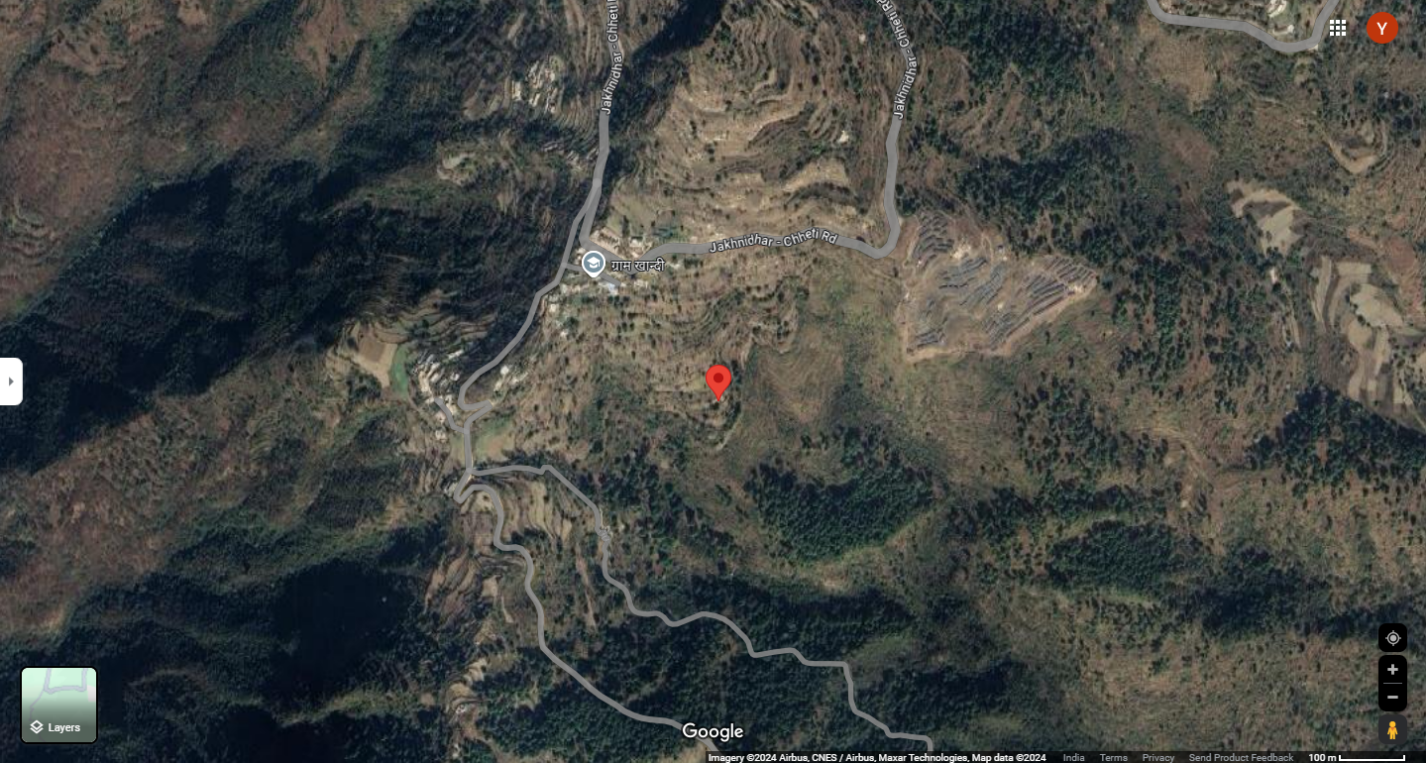 Jakhnidhar - Chheti
Jakhnidhar - Chheti Rd
Y
Jakhnidhar - Chheti Rd
ग्राम खान्दी
Layers
Google
Imagery ©2024 Airbus, CNES / Airbus, Maxar Technologies, Map data ©2024 India Terms Privacy Send Product Feedback 100 m